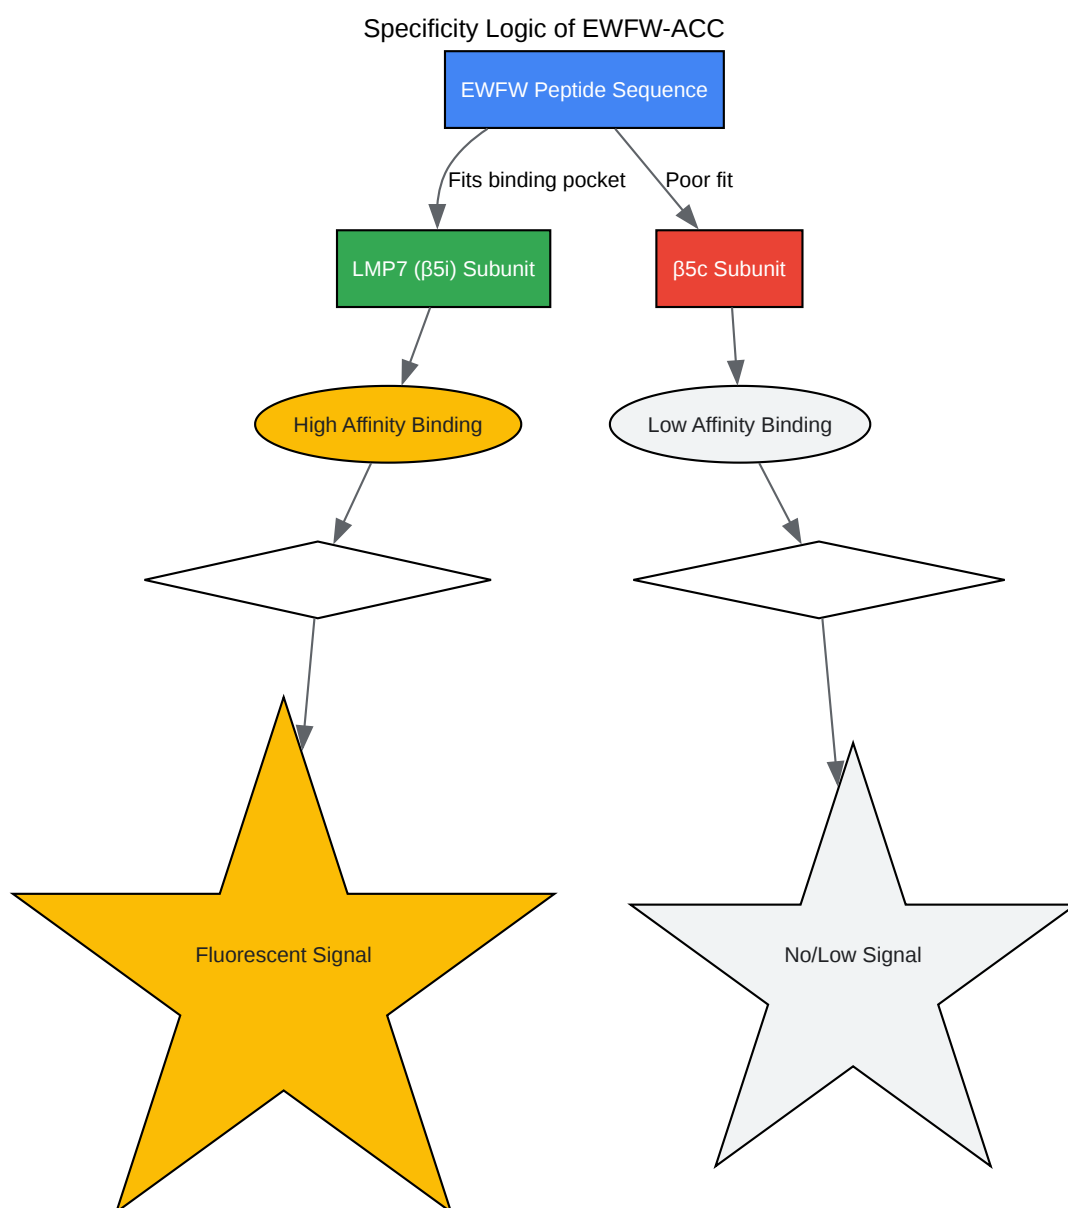 Specificity Logic of EWFW-ACC
EWFW Peptide Sequence
Fits binding pocket
Poor fit
LMP7 (β5i) Subunit
β5c Subunit
High Affinity Binding
Low Affinity Binding
Fluorescent Signal
No/Low Signal